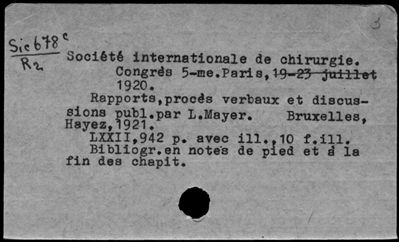 3
Sic 678 c
R2
Société internationale de chirurgie.
Congrès 5-me.Paris,19-23 juillet
1920.
Rapports,procès verbaux et discus-
sions publ.par L.Mayer. Bruxelles,
Hayez,1921.
LXXII,942 p. avec ill.,10 f.ill.
Bibliogr.en notes de pied et à la
fin des chapit.